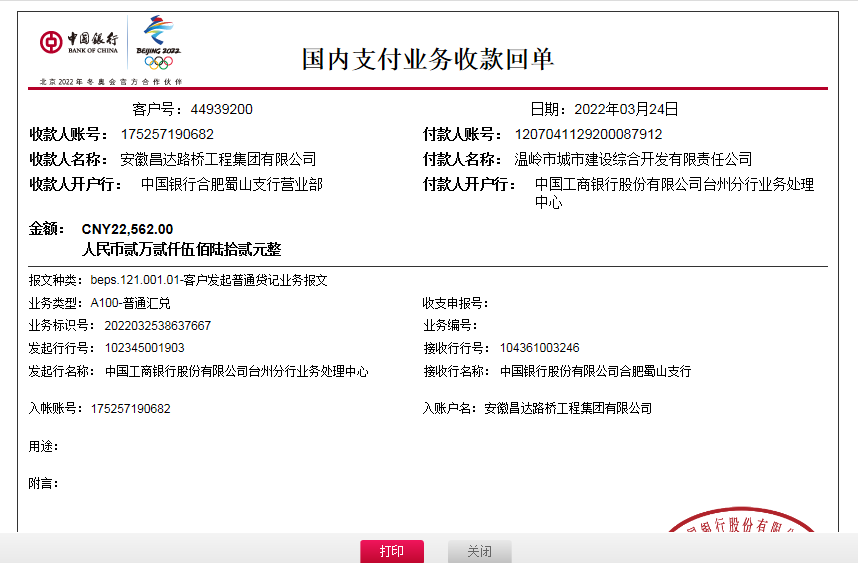 中国银行
BANK OF CHINA
BEIJING 2022
北京2022年冬奥会官方合作伙伴
国内支付业务收款回单
客户号：44939200 日期：2022年03月24日
收款人账号： 175257190682 付款人账号： 1207041129200087912
收款人名称： 安徽昌达路桥工程集团有限公司 付款人名称： 温岭市城市建设综合开发有限责任公司
收款人开户行： 中国银行合肥蜀山支行营业部 付款人开户行： 中国工商银行股份有限公司台州分行业务处理
中心
金额： CNY22,562.00
人民币贰万贰仟伍佰陆拾贰元整
报文种类： beps.121.001.01-客户发起普通贷记业务报文
业务类型： A100-普通汇兑 收支申报号：
业务标识号： 2022032538637667 业务编号：
发起行行号： 102345001903 接收行行号： 104361003246
发起行名称： 中国工商银行股份有限公司台州分行业务处理中心 接收行名称： 中国银行股份有限公司合肥蜀山支行
入帐账号： 175257190682 入账户名： 安徽昌达路桥工程集团有限公司
用途：
附言：
银行股份有限公
打印 关闭